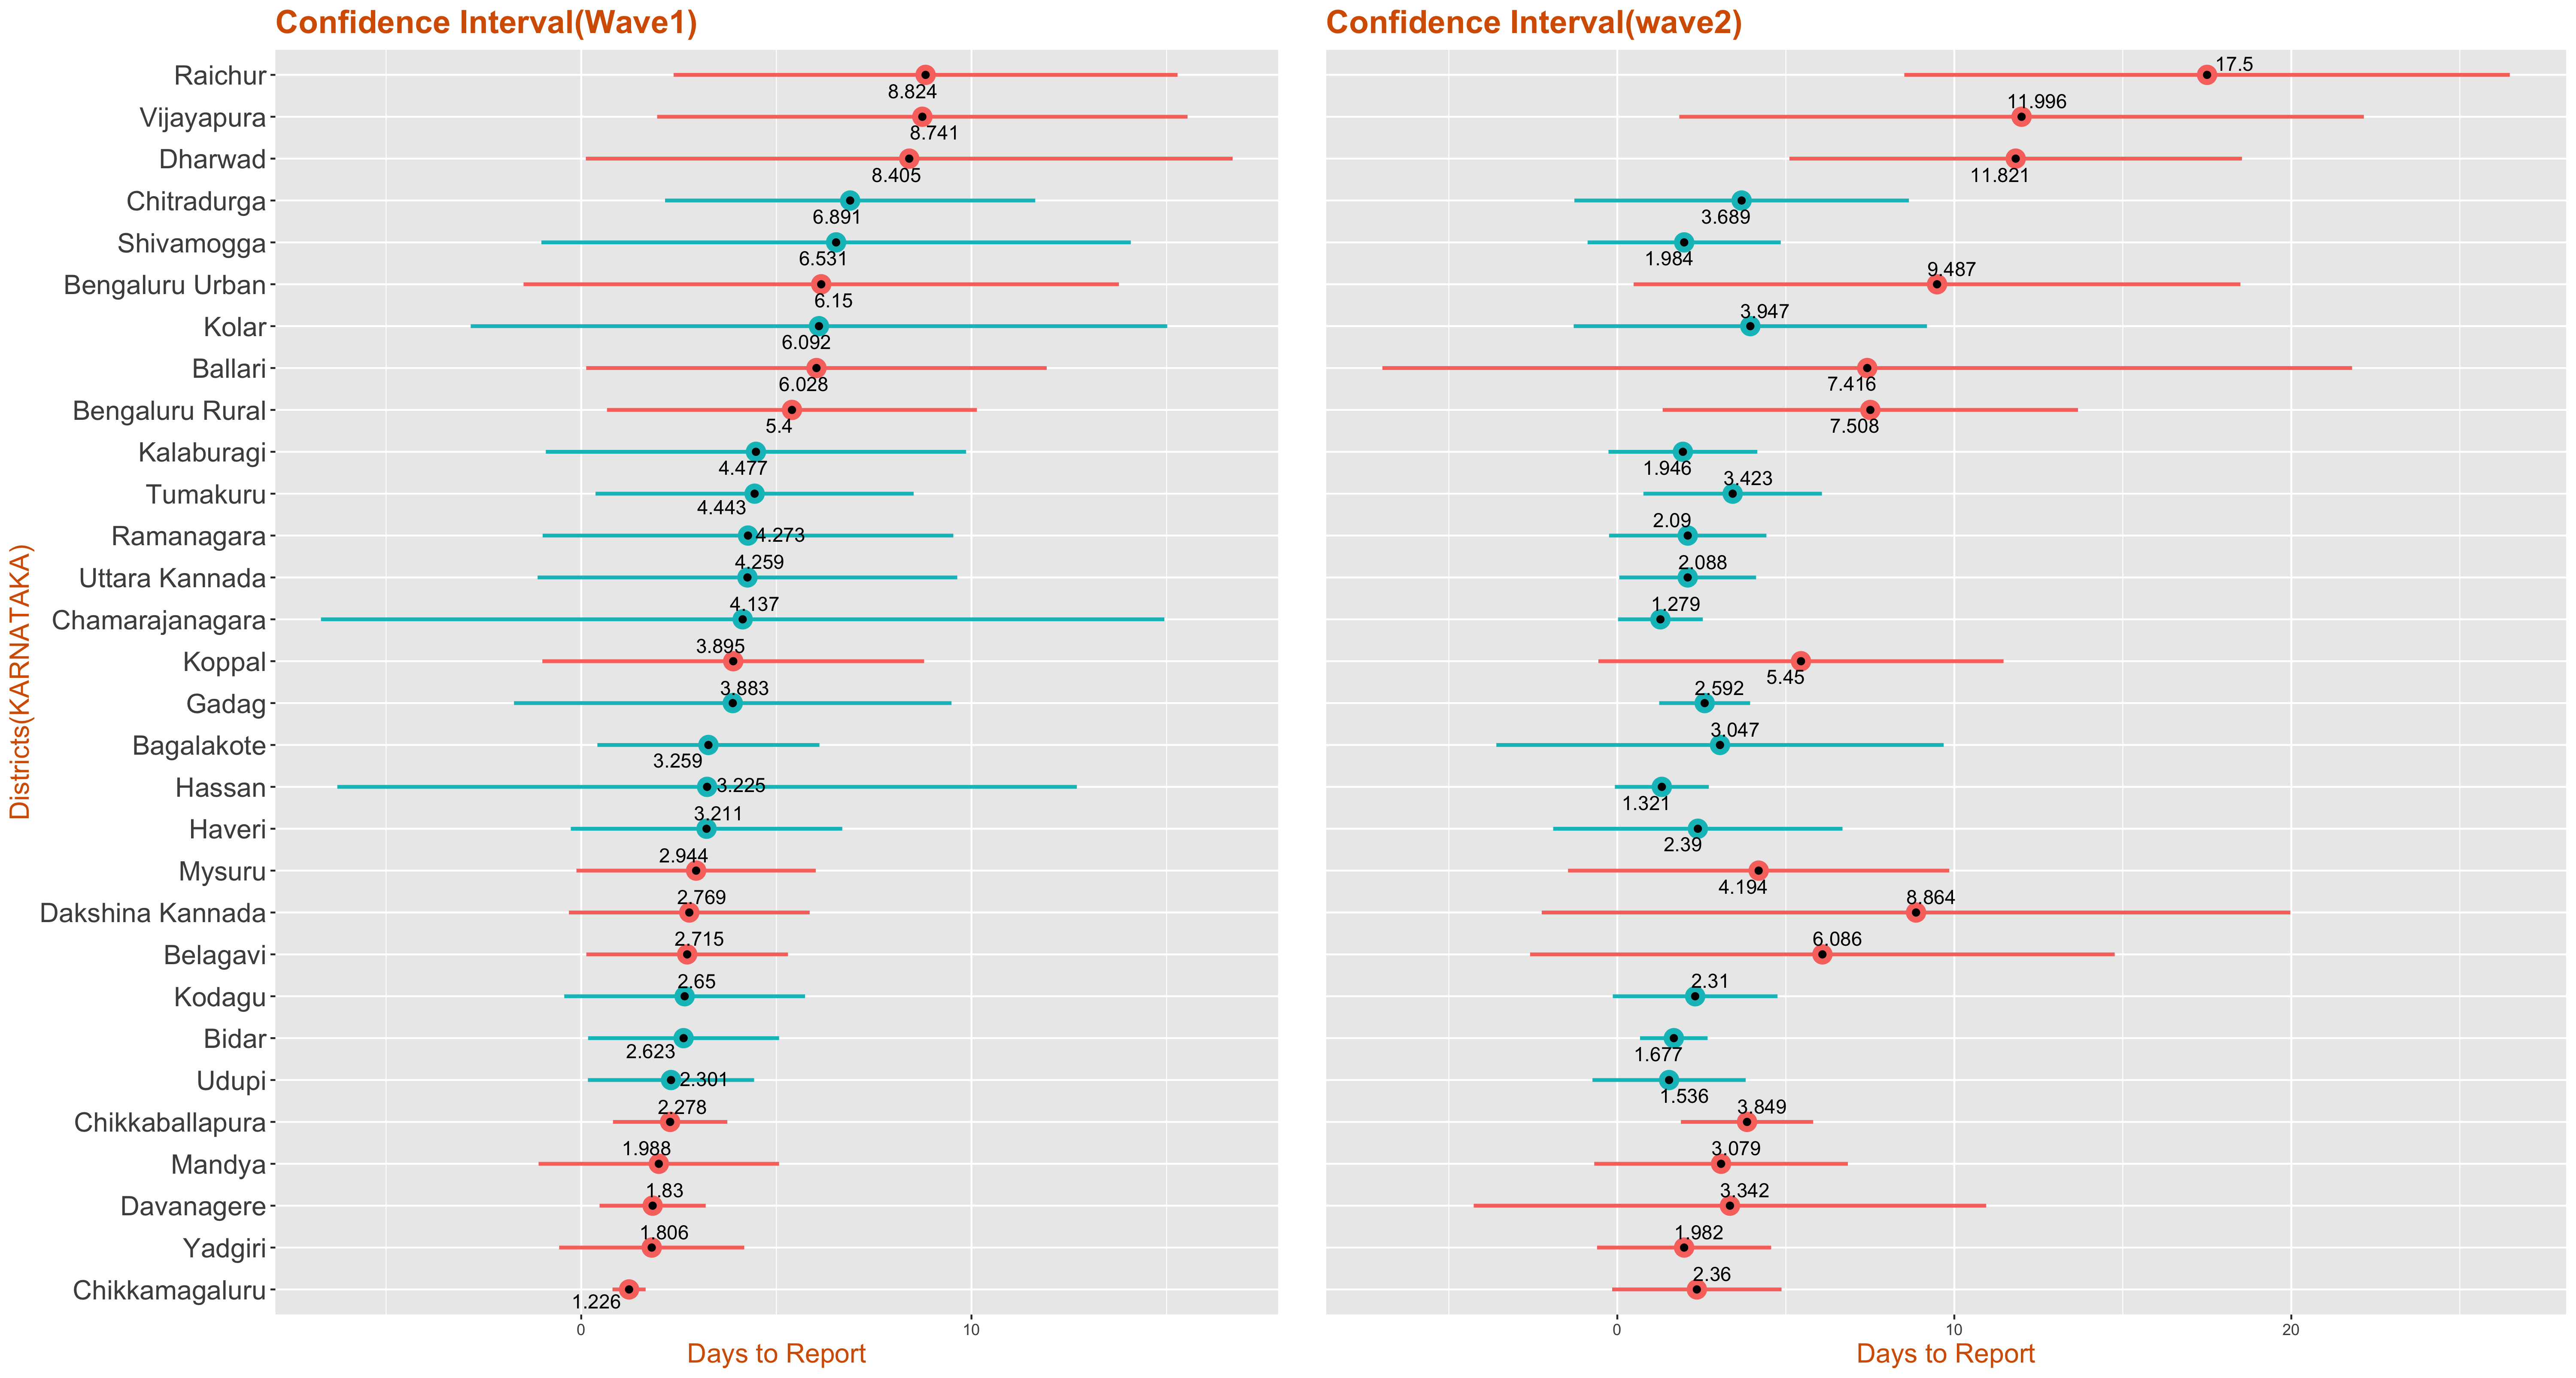 Confidence Interval(Wave1)
Confidence Interval(wave2)
Districts(KARNATAKA)
Raichur 8.824 17.5
Vijayapura 8.741 11.996
Dharwad 8.405 11.821
Chitradurga 6.891 3.689
Shivamogga 6.531 1.984
Bengaluru Urban 6.15 9.487
Kolar 6.092 3.947
Ballari 6.028 7.416
Bengaluru Rural 5.4 7.508
Kalaburagi 4.477 1.946
Tumakuru 4.443 3.423
Ramanagara 4.273 2.09
Uttara Kannada 4.259 2.088
Chamarajanagara 4.137 1.279
Koppal 3.895 5.45
Gadag 3.883 2.592
Bagalakote 3.259 3.047
Hassan 3.225 1.321
Haveri 3.211 2.39
Mysuru 2.944 4.194
Dakshina Kannada 2.769 8.864
Belagavi 2.715 6.086
Kodagu 2.65 2.31
Bidar 2.623 1.677
Udupi 2.301 1.536
Chikkaballapura 2.278 3.849
Mandya 1.988 3.079
Davanagere 1.83 3.342
Yadgiri 1.806 1.982
Chikkamagaluru 1.226 2.36
0 10
0 10 20
Days to Report
Days to Report